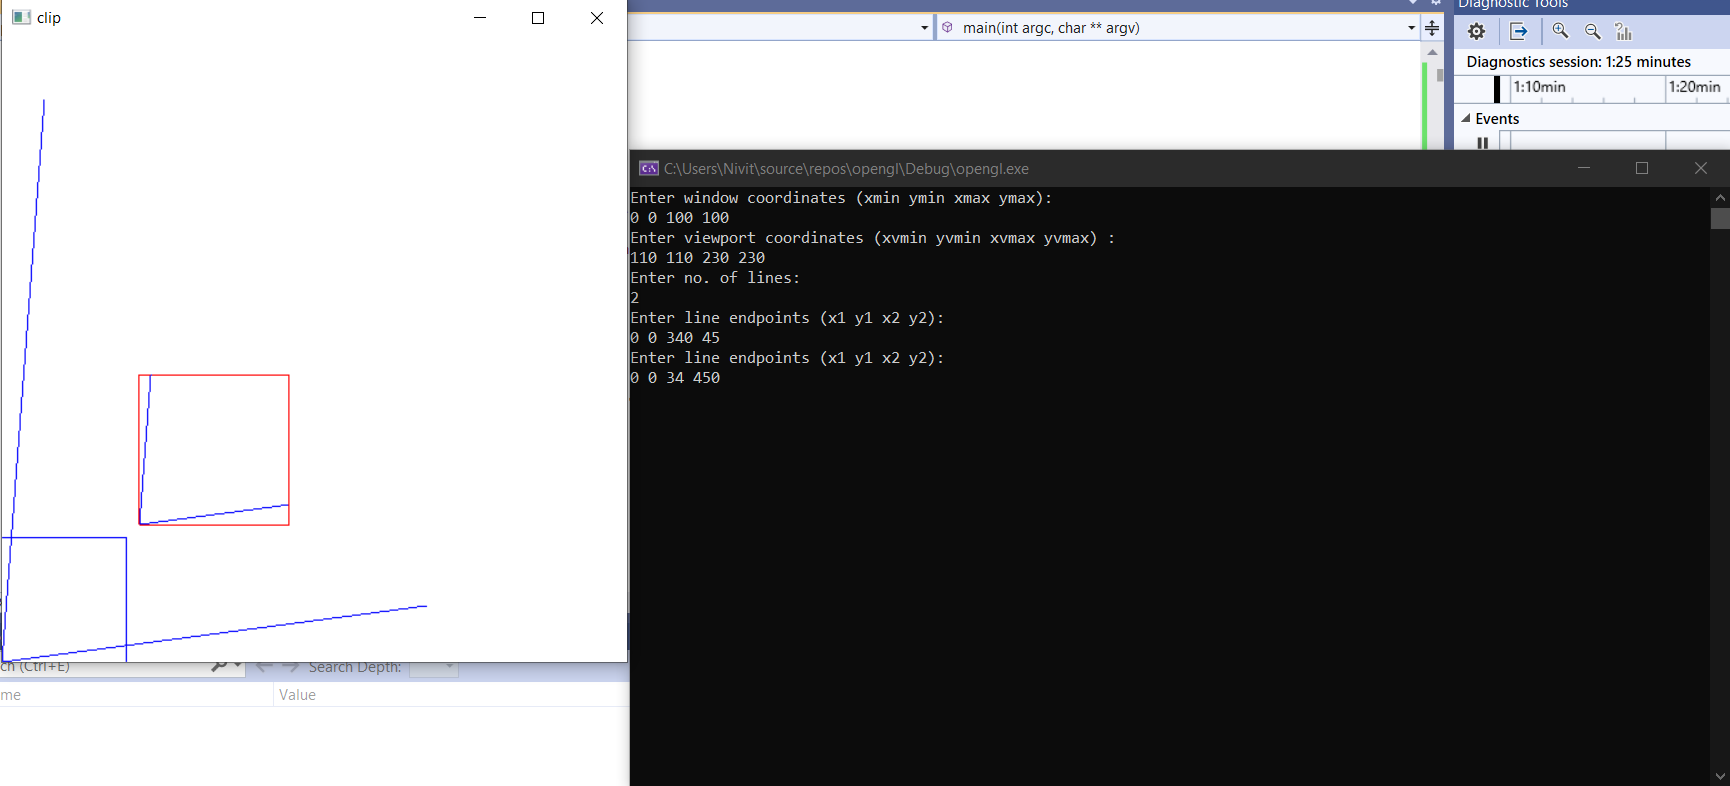 clip
main(int argc, char ** argv)
Diagnostic Tools
Diagnostics session: 1:25 minutes
1:10min 1:20min
Events
C:\Users\Nivit\source\repos\opengl\Debug\opengl.exe
Enter window coordinates (xmin ymin xmax ymax):
0 0 100 100
Enter viewport coordinates (xvmin yvmin xvmax yvmax) :
110 110 230 230
Enter no. of lines:
2
Enter line endpoints (x1 y1 x2 y2):
0 0 340 45
Enter line endpoints (x1 y1 x2 y2):
0 0 34 450
ch (Ctrl+E) Search Depth:
me Value